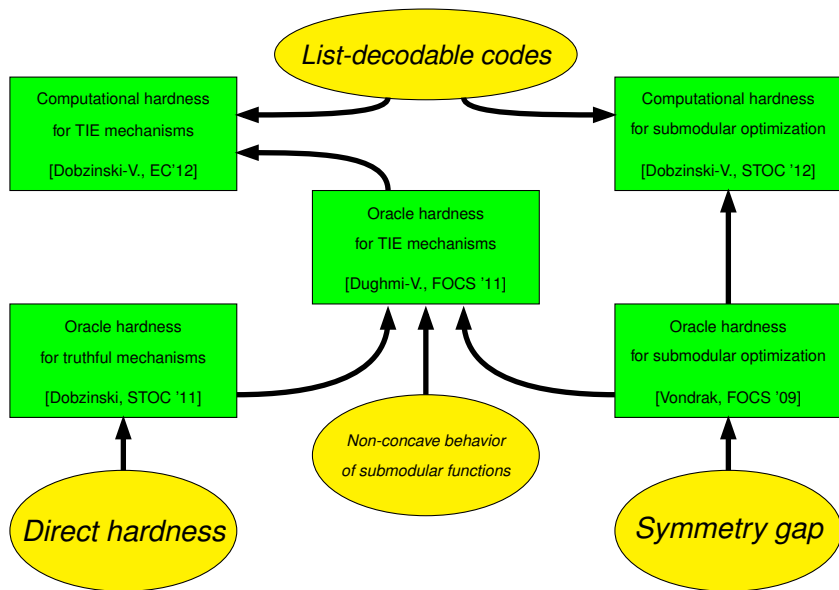 List-decodable codes
Computational hardness
for TIE mechanisms
[Dobzinski-V., EC'12]
Computational hardness
for submodular optimization
[Dobzinski-V., STOC '12]
Oracle hardness
for TIE mechanisms
[Dughmi-V., FOCS '11]
Oracle hardness
for truthful mechanisms
[Dobzinski, STOC '11]
Oracle hardness
for submodular optimization
[Vondrak, FOCS '09]
Non-concave behavior
of submodular functions
Direct hardness
Symmetry gap